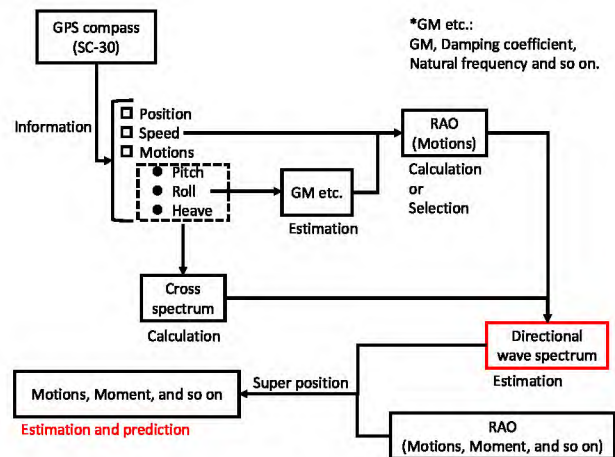 GPS compass
(SC-30)
*GM etc.:
GM, Damping coefficient,
Natural frequency and so on.
Information
Position
Speed
Motions
Pitch
Roll
Heave
GM etc.
Estimation
RAO
(Motions)
Calculation
or
Selection
Cross
spectrum
Calculation
Directional
wave spectrum
Estimation
Super position
Motions, Moment, and so on
Estimation and prediction
RAO
(Motions, Moment, and so on)